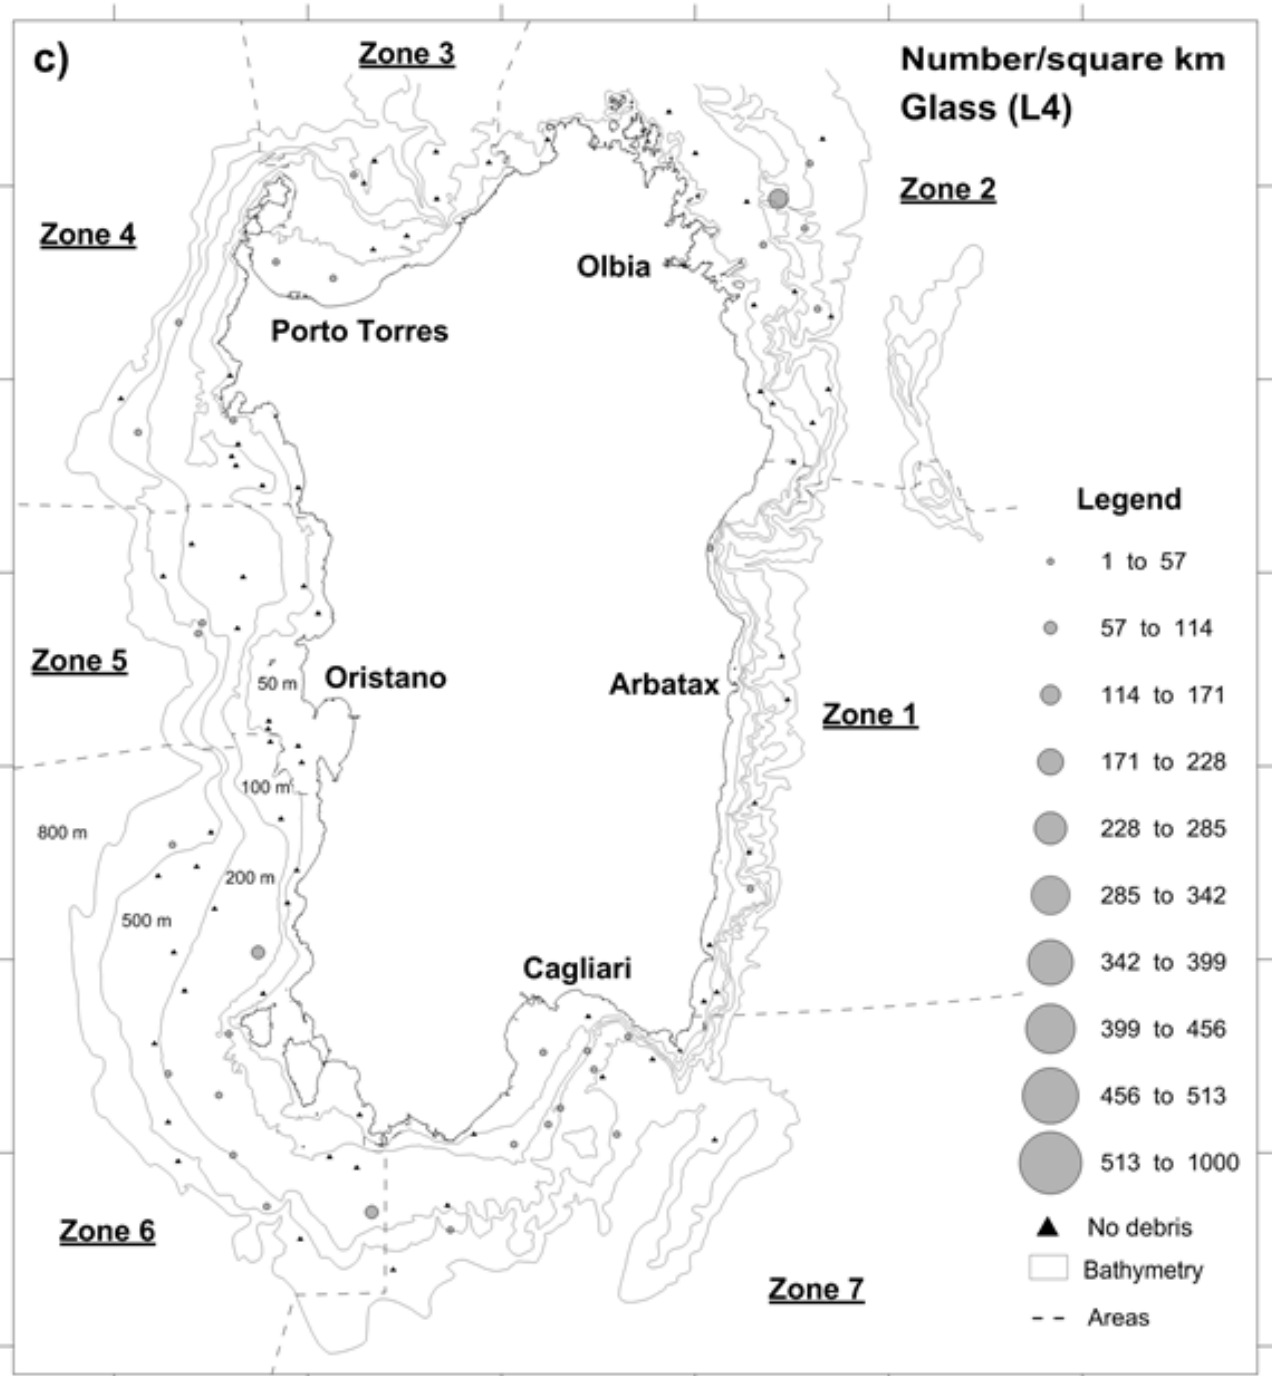 c)
Zone 3
Number/square km
Glass (L4)
Zone 2
Zone 4
Olbia
Porto Torres
Legend
1 to 57
57 to 114
Zone 5
Oristano
50 m
Arbatax
114 to 171
Zone 1
171 to 228
100 m
800 m
228 to 285
200 m
285 to 342
500 m
Cagliari
342 to 399
399 to 456
456 to 513
513 to 1000
Zone 6
No debris
Bathymetry
Zone 7
Areas